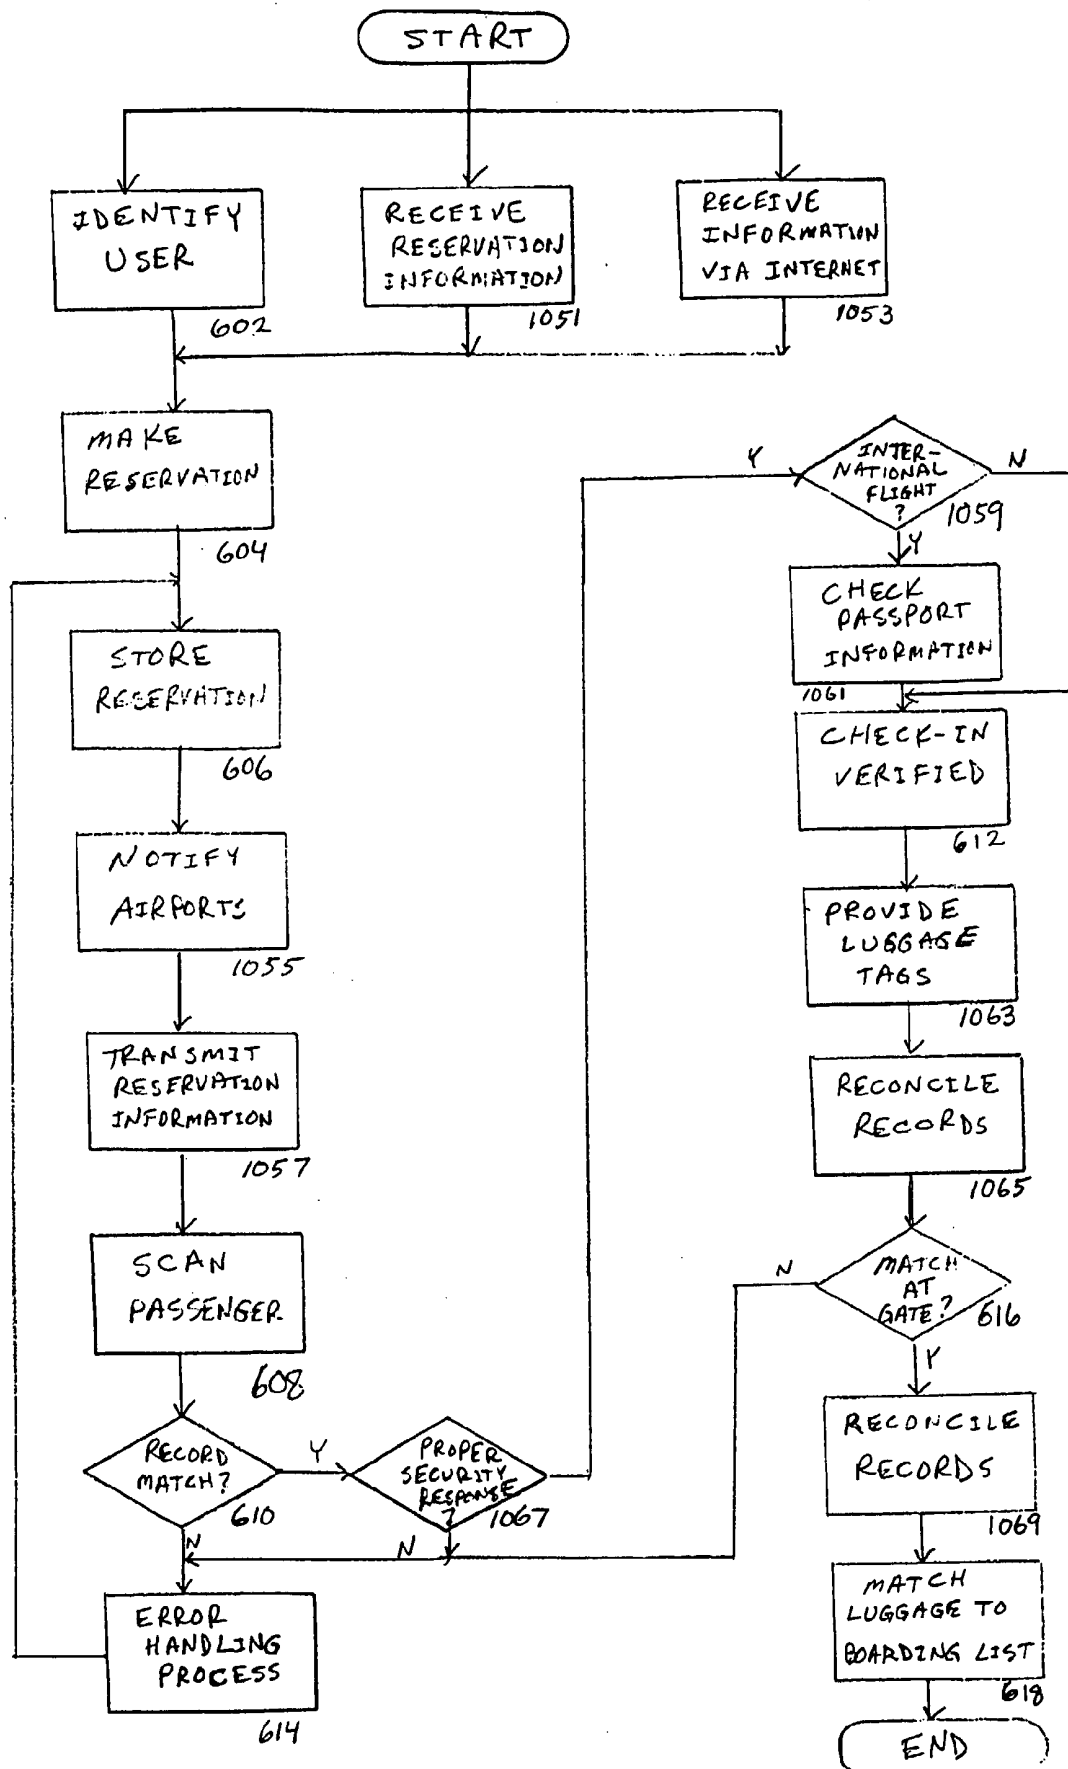 START
IDENTIFY
USER
602
RECEIVE
RESERVATION
INFORMATION
1051
RECEIVE
INFORMATION
VIA INTERNET
1053
MAKE
RESERVATION
604
STORE
RESERVATION
606
NOTIFY
AIRPORTS
1055
TRANSMIT
RESERVATION
INFORMATION
1057
SCAN
PASSENGER
608
RECORD
MATCH?
610
Y
N
PROPER
SECURITY
RESPONSE
?
1067
N
Y
ERROR
HANDLING
PROCESS
614
INTER-
NATIONAL
FLIGHT
?
1059
N
Y
CHECK
PASSPORT
INFORMATION
1061
CHECK-IN
VERIFIED
612
PROVIDE
LUGGAGE
TAGS
1063
RECONCILE
RECORDS
1065
MATCH
AT
GATE?
616
N
Y
RECONCILE
RECORDS
1069
MATCH
LUGGAGE TO
BOARDING LIST
618
END